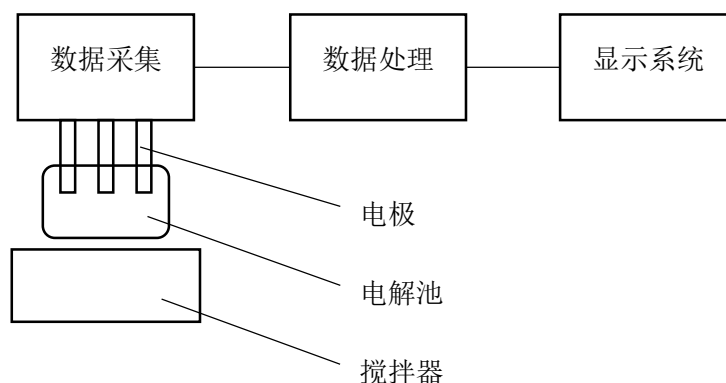 数据采集
数据处理
显示系统
电极
电解池
搅拌器